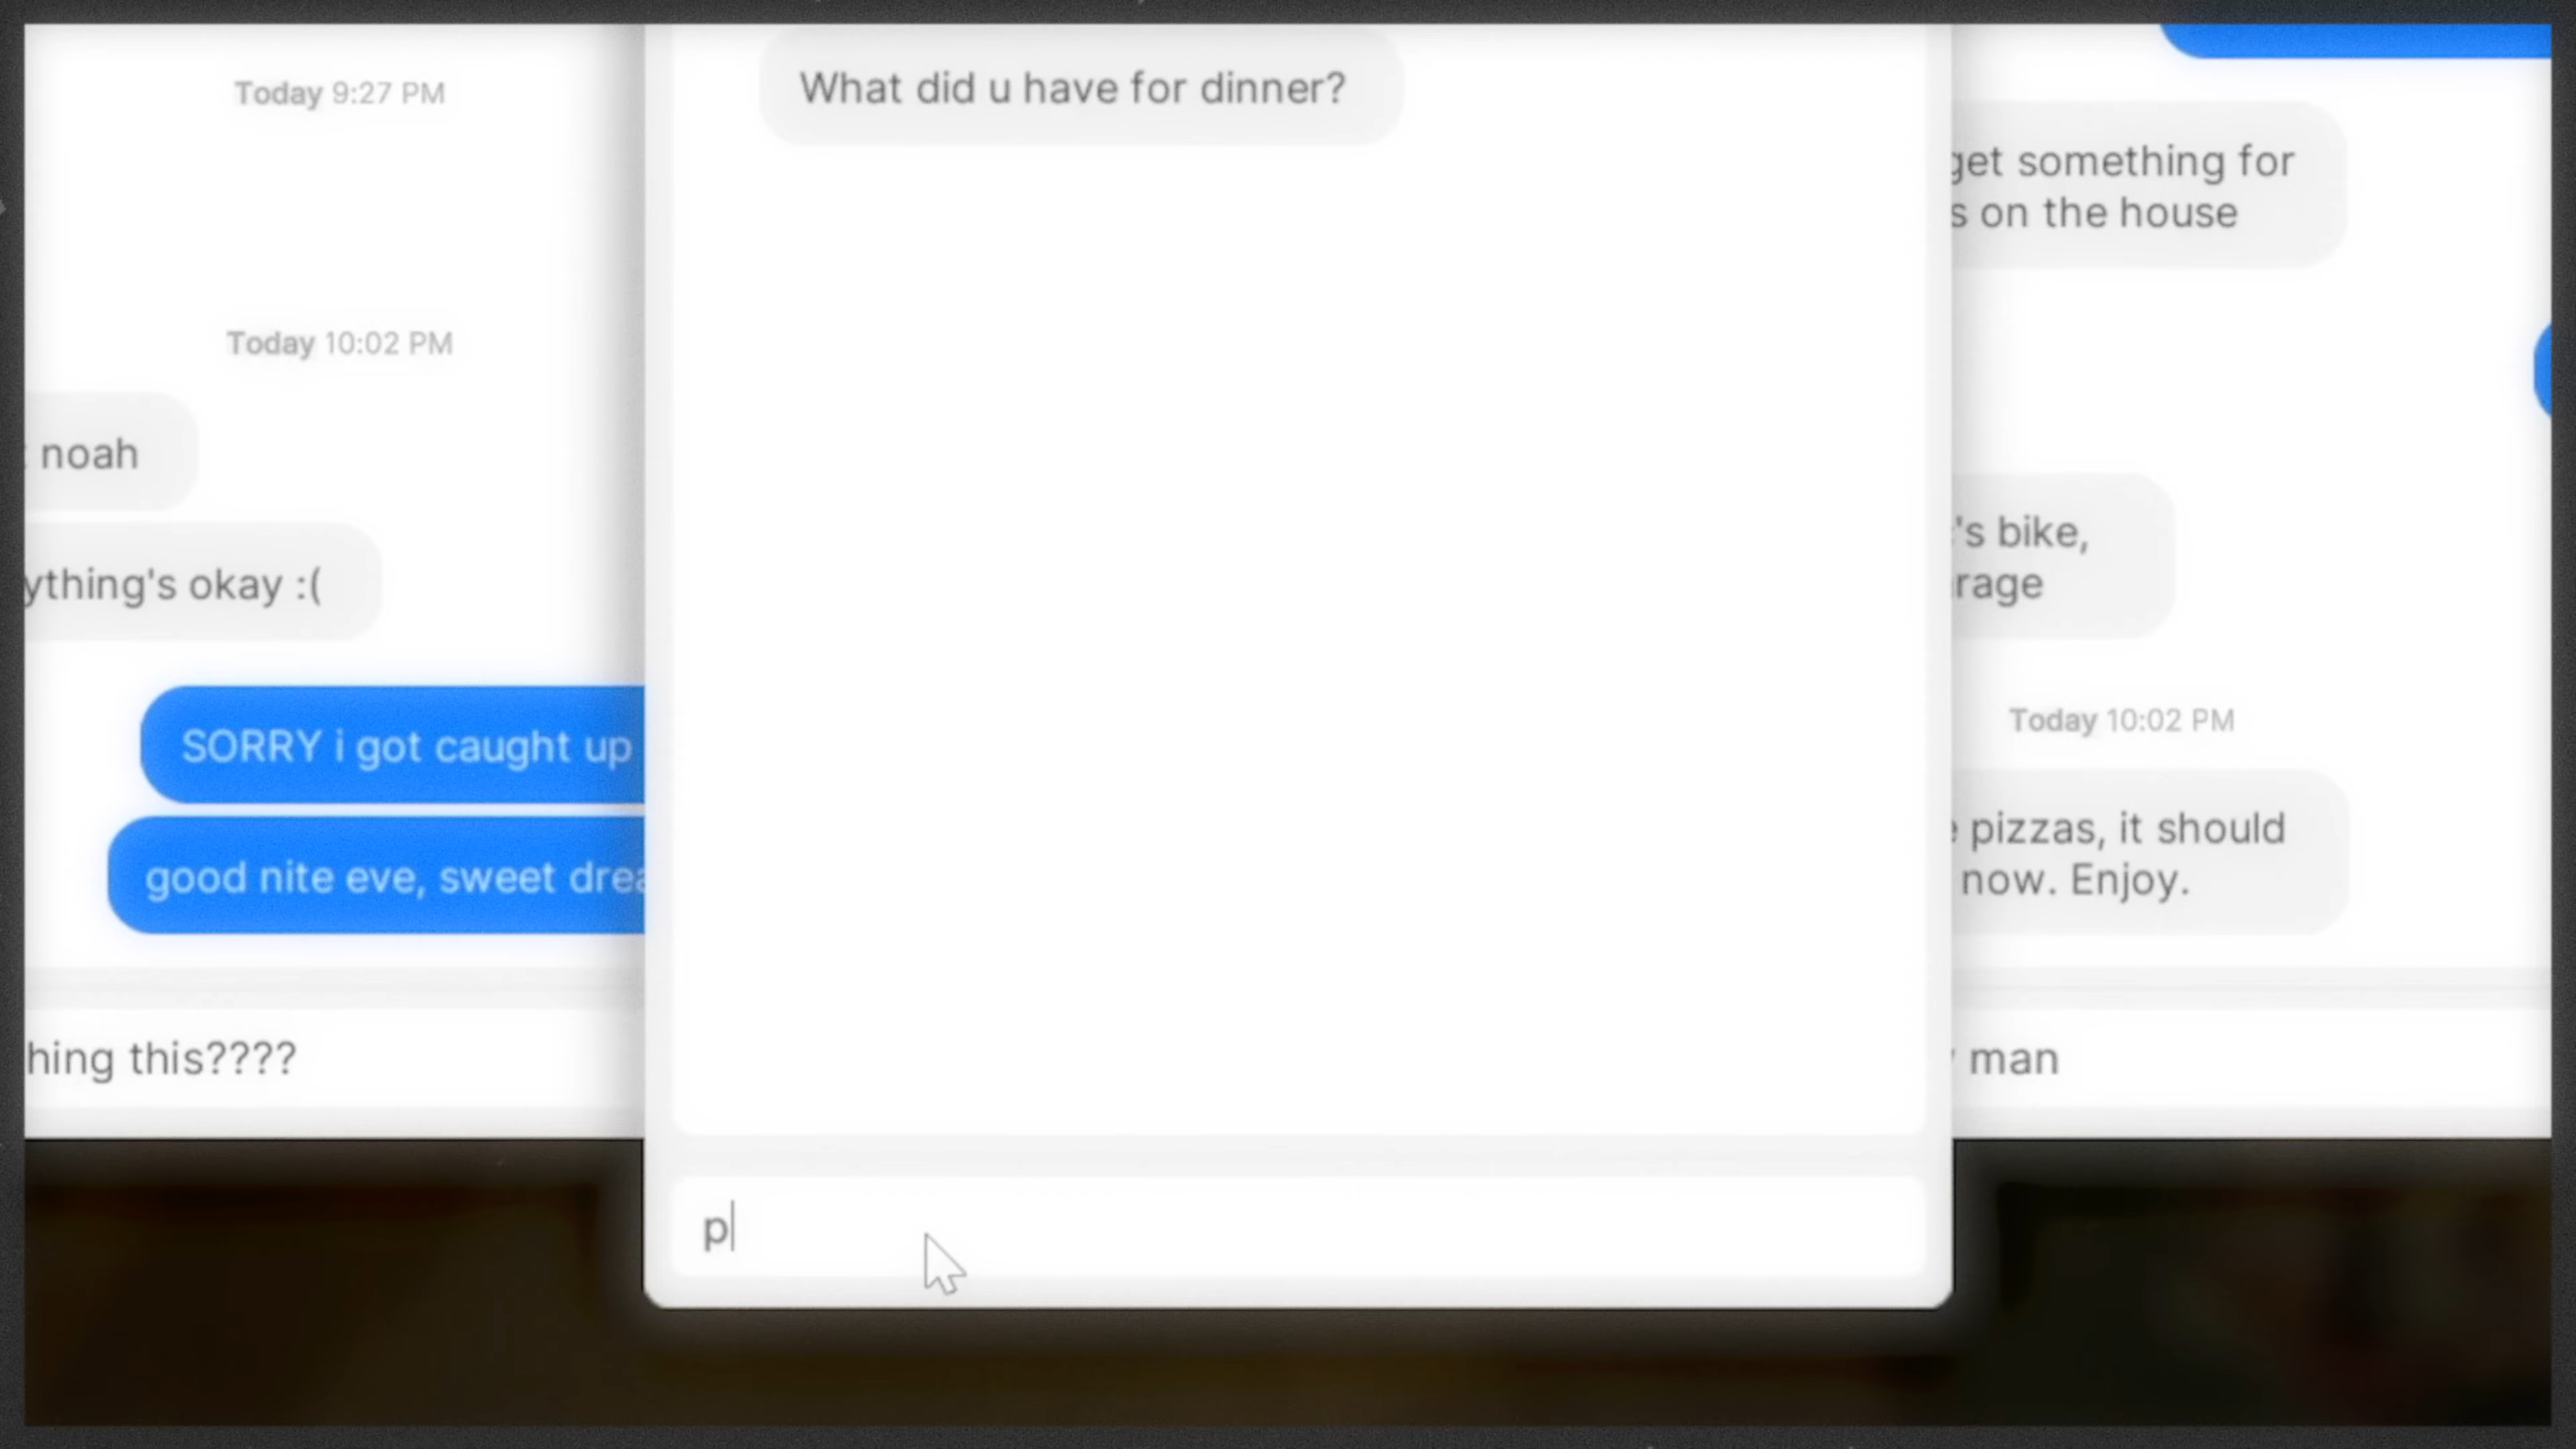 Today 9:27 PM
Today 10:02 PM
noah
ything's okay :(
SORRY i got caught up
good nite eve, sweet drea
hing this????
What did u have for dinner?
p
get something for
s on the house
's bike,
rage
Today 10:02 PM
pizzas, it should
now. Enjoy.
man